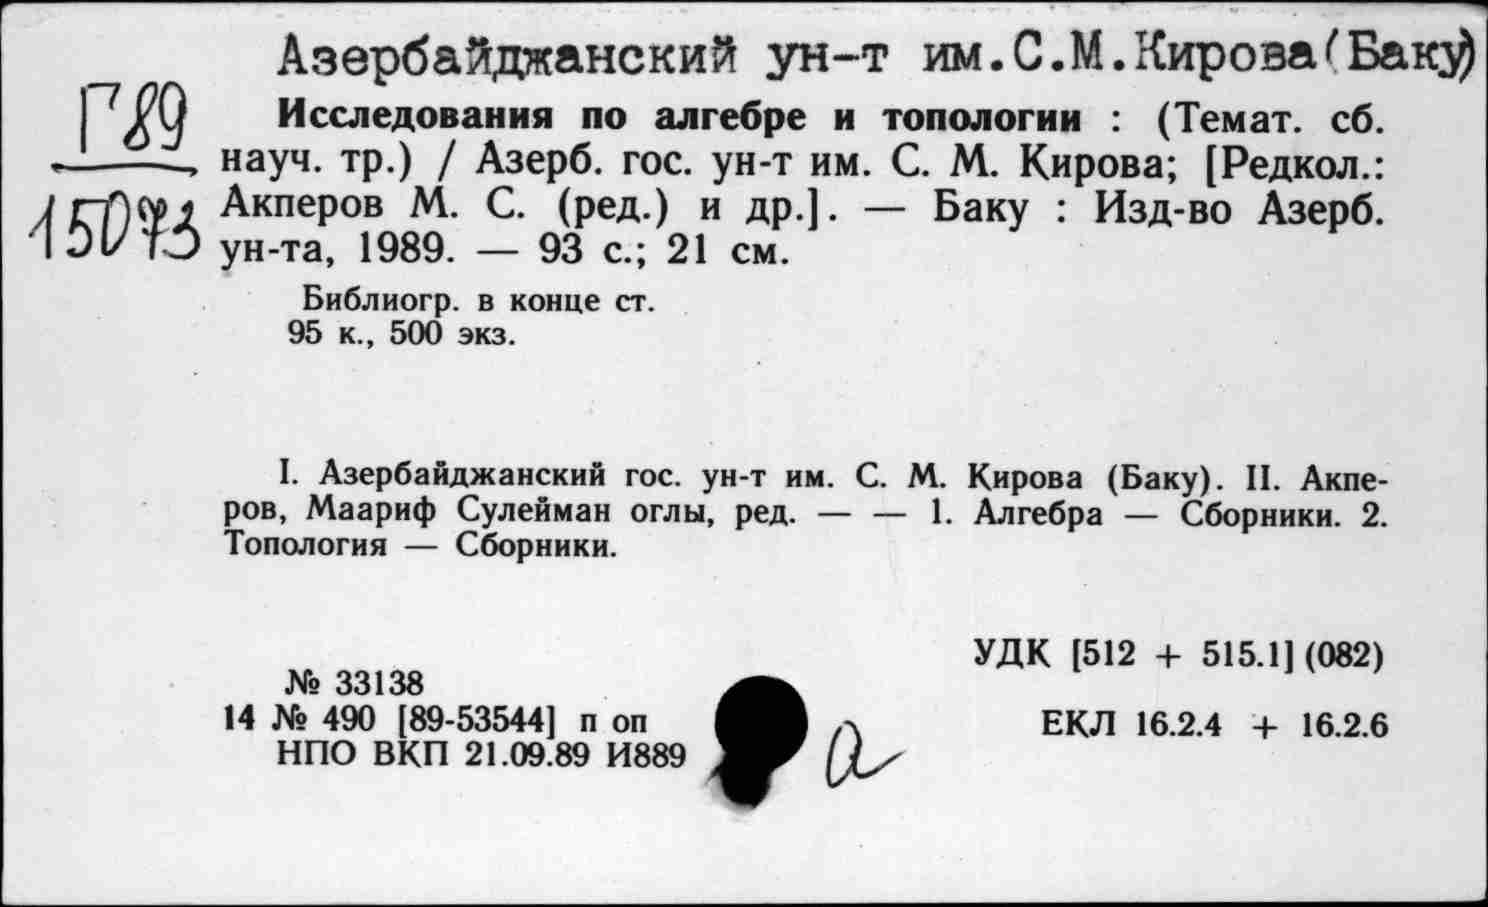 Азербайджанский ун-т им.С.М.Кирова(Баку)
Г89
15093
Исследования по алгебре и топологии : (Темат. сб.
науч. тр.) / Азерб. гос. ун-т им. С. М. Кирова; [Редкол.:
Акперов М. С. (ред.) и др.]. — Баку : Изд-во Азерб.
ун-та, 1989. — 93 с.; 21 см.
Библиогр. в конце ст.
95 к., 500 экз.
I. Азербайджанский гос. ун-т им. С. М. Кирова (Баку). II. Акпе-
ров, Маариф Сулейман оглы, ред. — — 1. Алгебра — Сборники. 2.
Топология — Сборники.
УДК [512 + 515.1] (082)
№ 33138
14 № 490 [89-53544] п оп
ЕКЛ 16.2.4 + 16.2.6
НПО ВКП 21.09.89 И889
а